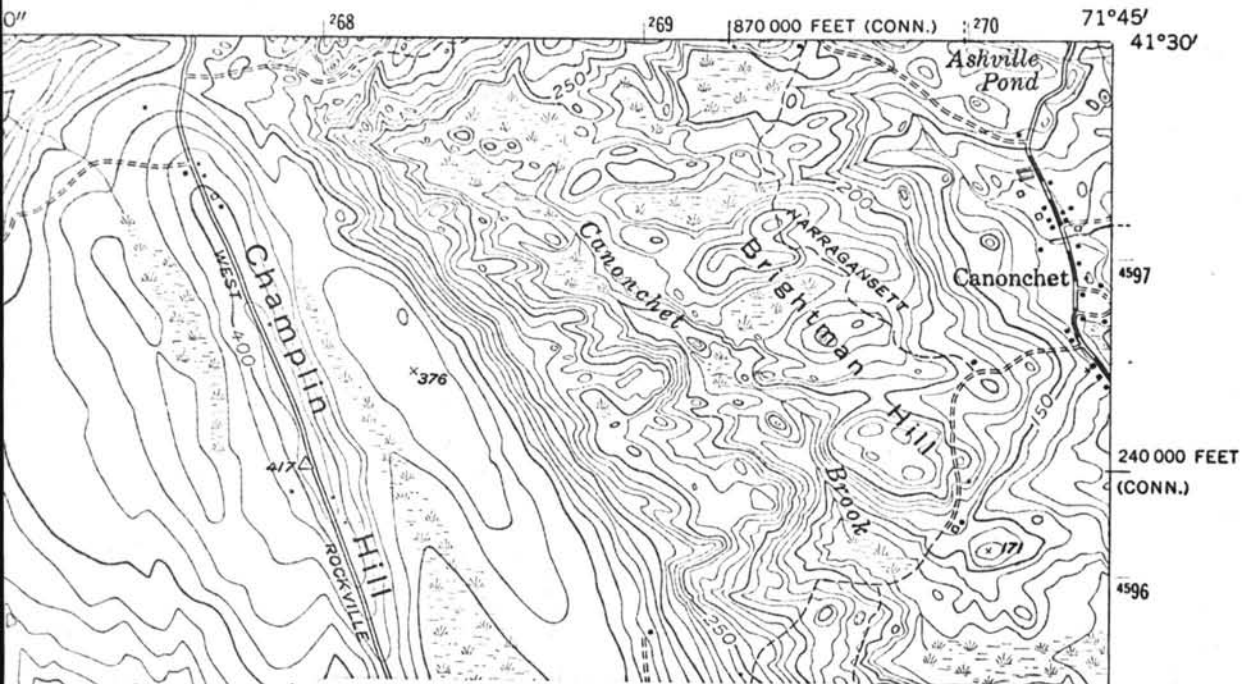 0"
268
269
870 000 FEET (CONN.)
270
71°45'
41°30'
Ashville
Pond
250
200
NARRAGANSETT
Canonchet
Brook
Brightman
Hill
Canonchet
4597
WEST
ROCKVILLE
Champlin
Hill
400
376
417
150
240 000 FEET
(CONN.)
171
4596
250